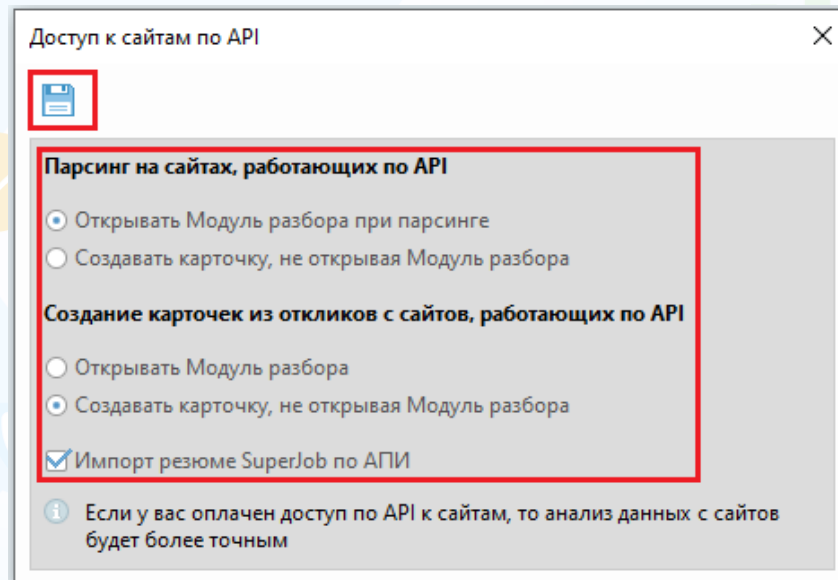 Доступ к сайтам по API
Парсинг на сайтах, работающих по API
Открывать Модуль разбора при парсинге
Создавать карточку, не открывая Модуль разбора
Создание карточек из откликов с сайтов, работающих по API
Открывать Модуль разбора
Создавать карточку, не открывая Модуль разбора
Импорт резюме SuperJob по АПИ
Если у вас оплачен доступ по API к сайтам, то анализ данных с сайтов
будет более точным